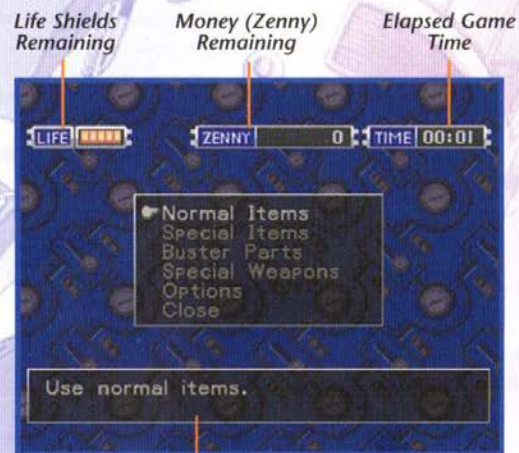 Life Shields Remaining
Money (Zenny) Remaining
Elapsed Game Time
LIFE
ZENNY 0
TIME 00:01
Normal Items
Special Items
Buster Parts
Special Weapons
Options
Close
Use normal items.